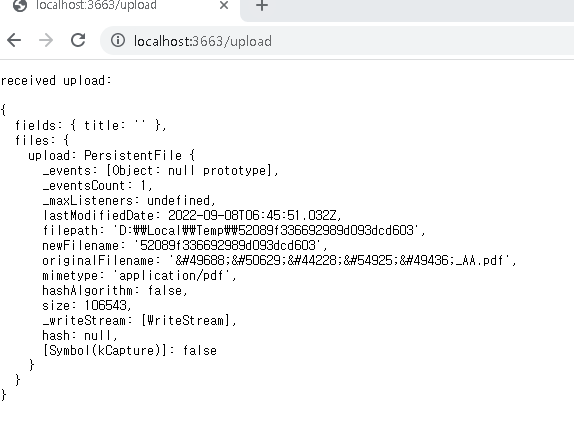 localhost:3663/upload
localhost:3663/upload
received upload:
{
fields: { title: '' },
files: {
upload: PersistentFile {
_events: [Object: null prototype],
_eventsCount: 1,
_maxListeners: undefined,
lastModifiedDate: 2022-09-08T06:45:51.032Z,
filepath: 'D:₩₩Local₩₩Temp₩₩52089f336692989d093dcd603',
newFilename: '52089f336692989d093dcd603',
originalFilename: '&#49688;&#50629;&#44228;&#54925;&#49436;_AA.pdf',
mimetype: 'application/pdf',
hashAlgorithm: false,
size: 106543,
_writeStream: [WriteStream],
hash: null,
[Symbol(kCapture)]: false
}
}
}